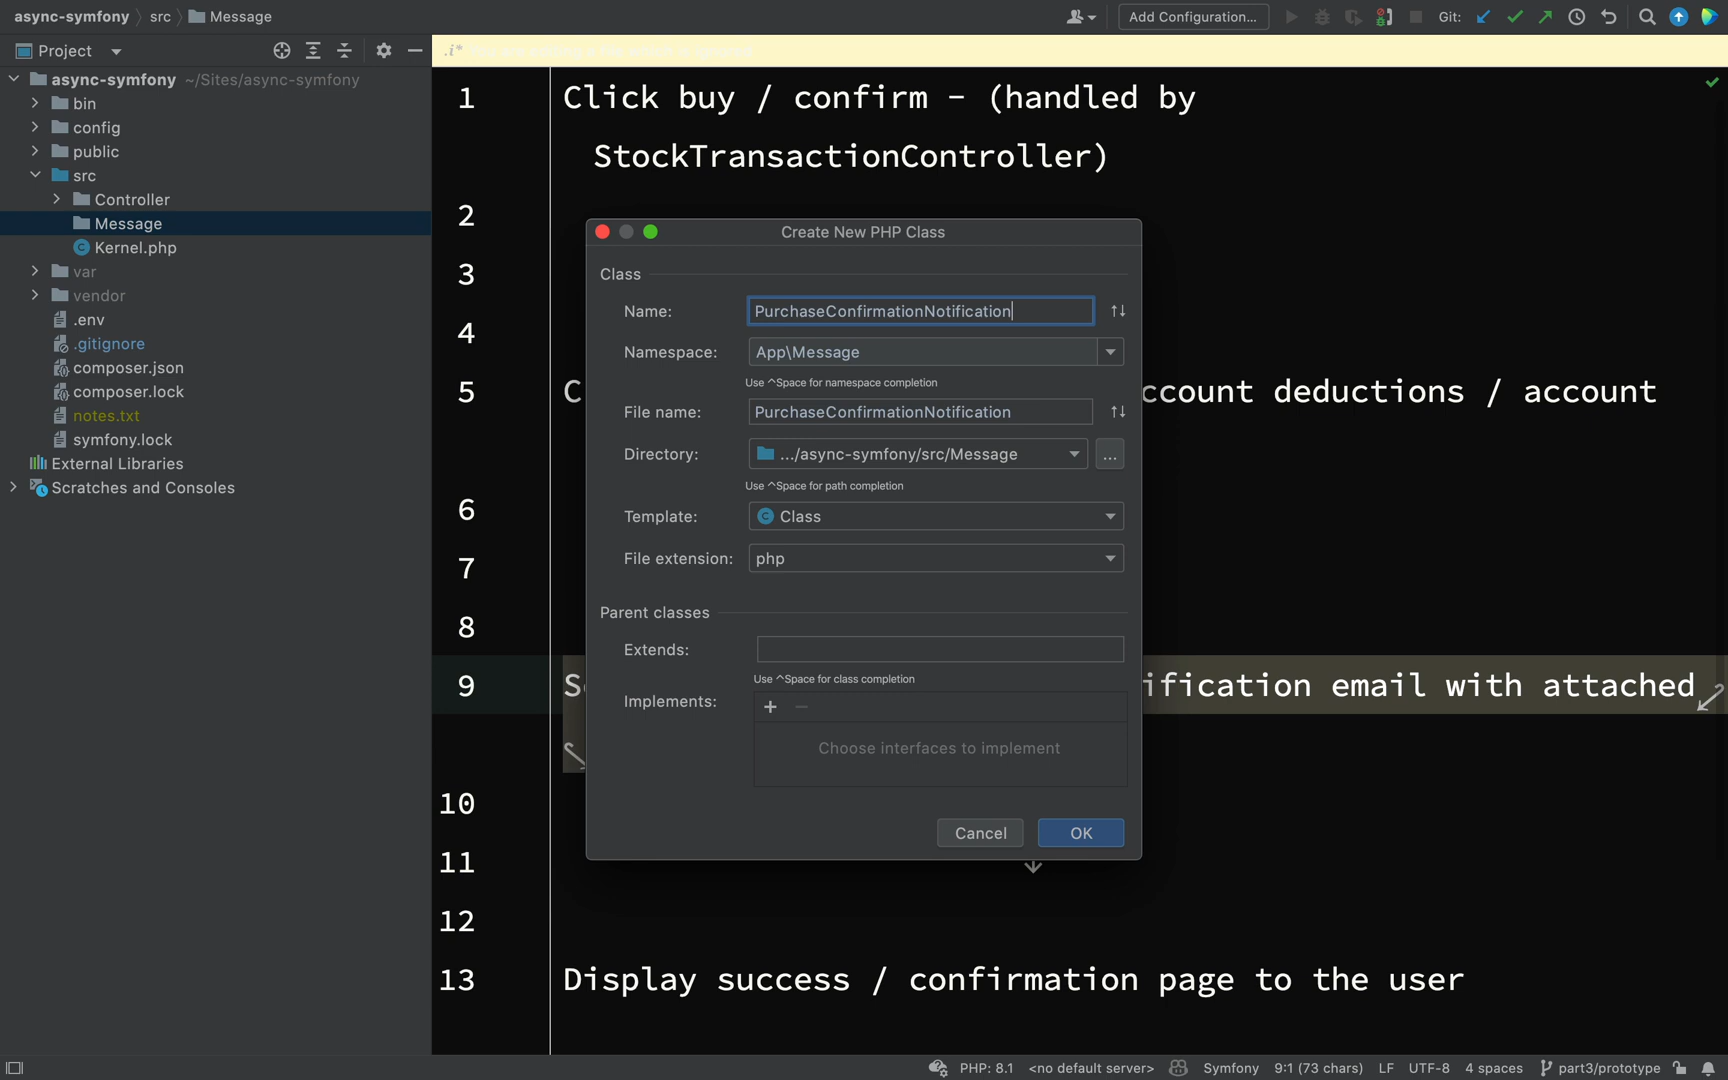 async-symfony src Message
Add Configuration...
Git:
Project
async-symfony ~/Sites/async-symfony
bin
config
public
src
Controller
Message
Kernel.php
var
vendor
.env
.gitignore
composer.json
composer.lock
notes.txt
symfony.lock
External Libraries
Scratches and Consoles
.i*
1 Click buy / confirm - (handled by
StockTransactionController)
2
3
4
5 C ccount deductions / account
6
7
8
9 S ification email with attached
10
11
12
13 Display success / confirmation page to the user
Create New PHP Class
Class
Name: PurchaseConfirmationNotification
Namespace: App\Message
Use ^Space for namespace completion
File name: PurchaseConfirmationNotification
Directory: .../async-symfony/src/Message ...
Use ^Space for path completion
Template: Class
File extension: php
Parent classes
Extends:
Use ^Space for class completion
Implements:
Choose interfaces to implement
Cancel OK
PHP: 8.1 <no default server> Symfony 9:1 (73 chars) LF UTF-8 4 spaces part3/prototype